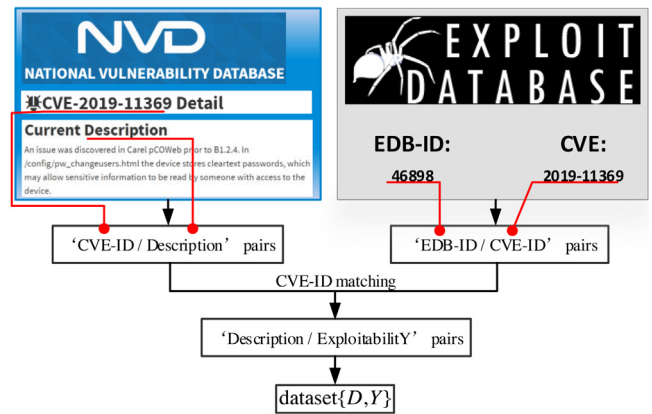 NVD
NATIONAL VULNERABILITY DATABASE
CVE-2019-11369 Detail
Current Description
An issue was discovered in Carel pCOWeb prior to B1.2.4. In
/config/pw_changeusers.html the device stores cleartext passwords, which
may allow sensitive information to be read by someone with access to the
device.
EXPLOIT
DATABASE
EDB-ID:
CVE:
46898
2019-11369
‘CVE-ID / Description’ pairs
‘EDB-ID / CVE-ID’ pairs
CVE-ID matching
‘Description / ExploitabilitY’ pairs
dataset{D,Y}